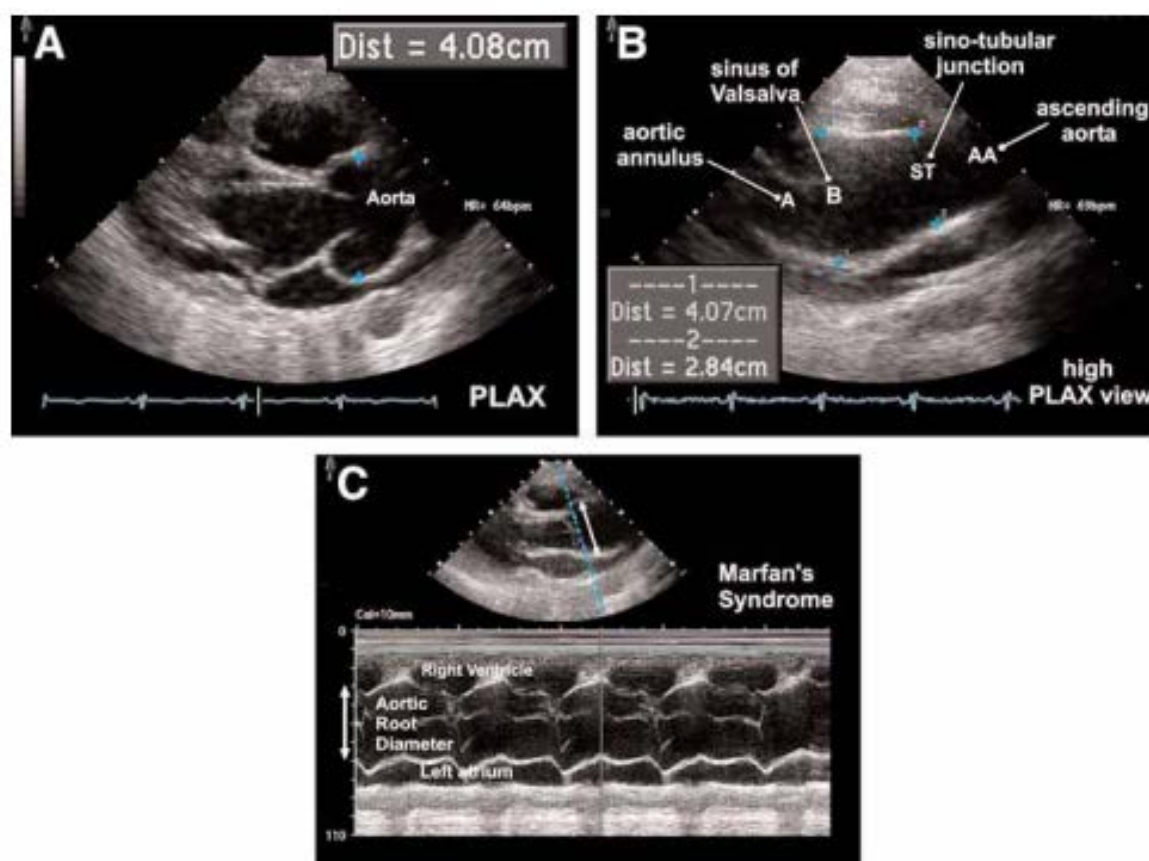 A
Dist = 4.08cm
Aorta
HR= 64bpm
PLAX
B
sino-tubular
junction
sinus of
Valsalva
ascending
aorta
aortic
annulus
AA
ST
A
B
HR= 69bpm
----1----
Dist = 4.07cm
----2----
Dist = 2.84cm
high
PLAX view
C
Marfan's
Syndrome
Cal=10mm
0
Right Ventricle
Aortic
Root
Diameter
Left atrium
110